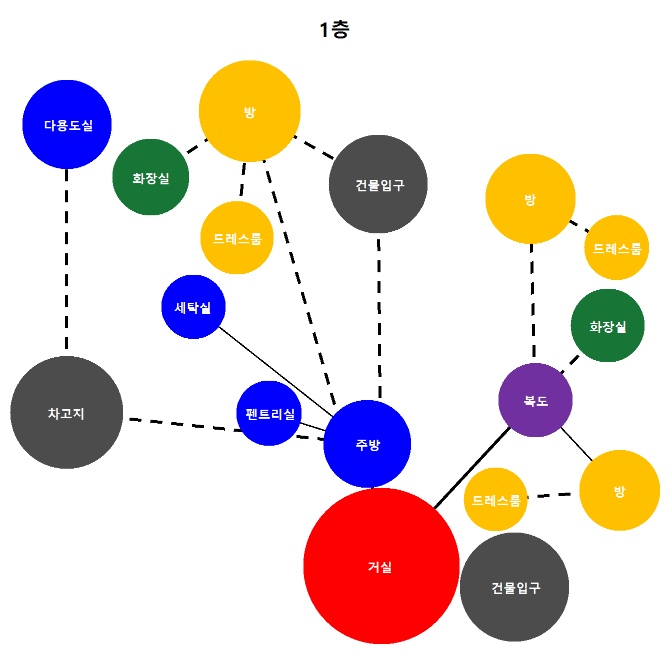 1층
다용도실
방
화장실
건물입구
방
드레스룸
드레스룸
세탁실
화장실
복도
차고지
펜트리실
주방
방
드레스룸
거실
건물입구